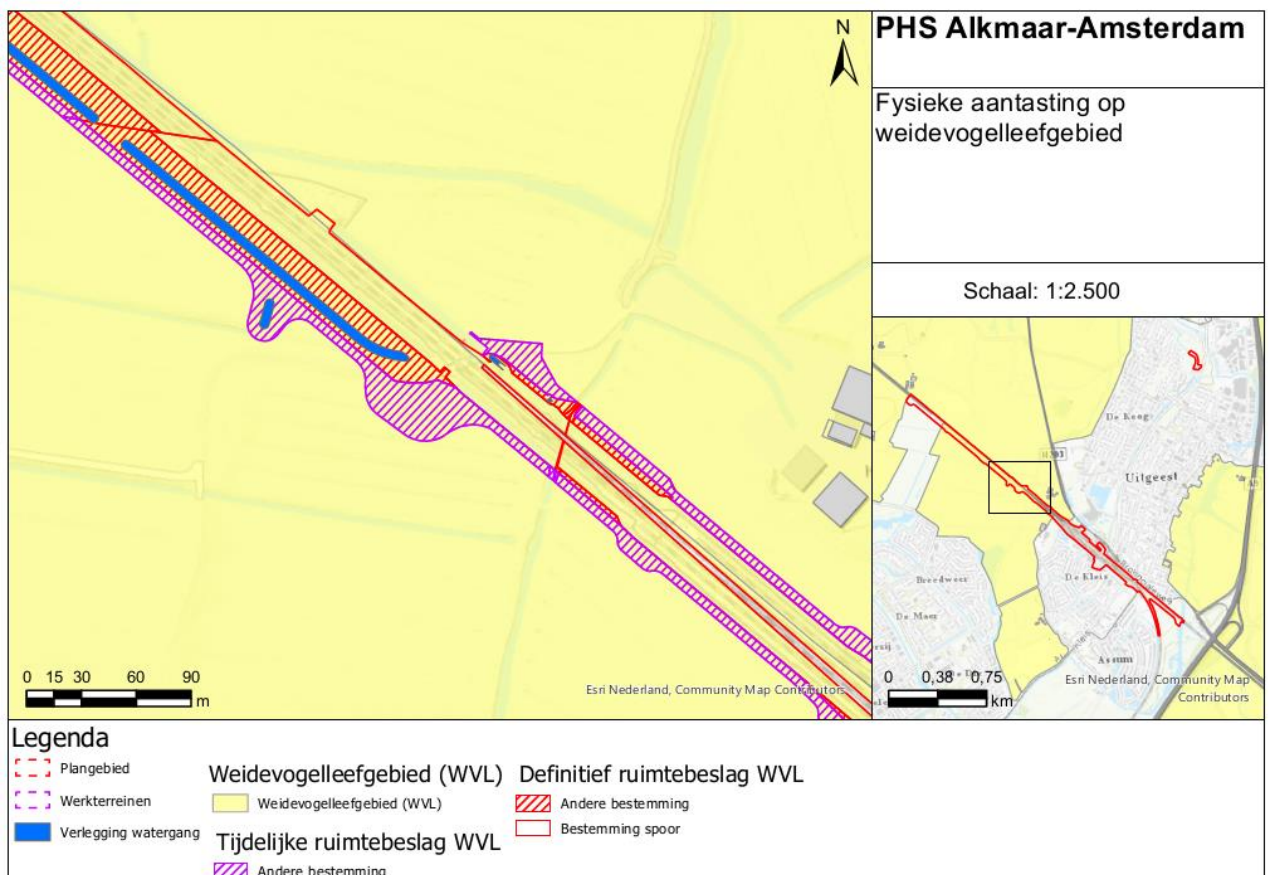 N
PHS Alkmaar-Amsterdam
Fysieke aantasting op
weidevogelleefgebied
Schaal: 1:2.500
De Koog
Uitgeest
De Kleis
Assum
0 0,38 0,75
km
Esri Nederland, Community Map
Contributors
0 15 30 60 90
m
Esri Nederland, Community Map Contributors
Legenda
Plangebied
Werkterreinen
Verlegging watergang
Weidevogelleefgebied (WVL)
Weidevogelleefgebied (WVL)
Tijdelijke ruimtebeslag WVL
Andere bestemming
Definitief ruimtebeslag WVL
Andere bestemming
Bestemming spoor